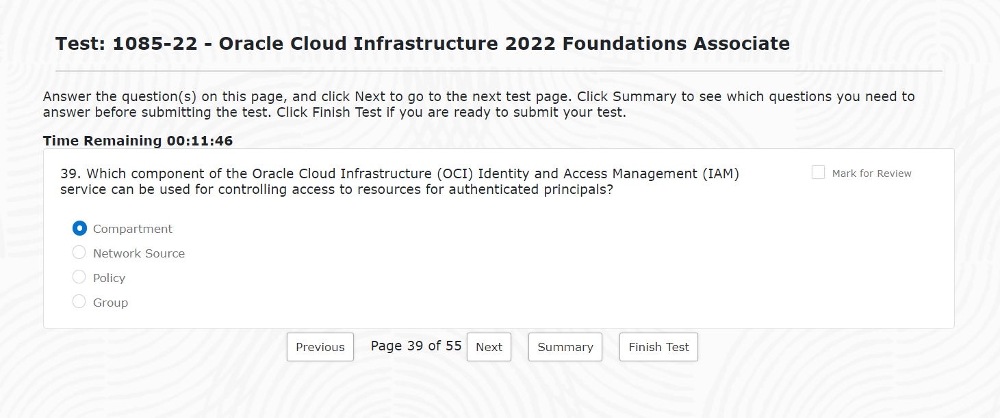 Test: 1085-22 - Oracle Cloud Infrastructure 2022 Foundations Associate
Answer the question(s) on this page, and click Next to go to the next test page. Click Summary to see which questions you need to
answer before submitting the test. Click Finish Test if you are ready to submit your test.
Time Remaining 00:11:46
39. Which component of the Oracle Cloud Infrastructure (OCI) Identity and Access Management (IAM)
service can be used for controlling access to resources for authenticated principals?
Mark for Review
Compartment
Network Source
Policy
Group
Previous Page 39 of 55 Next Summary Finish Test